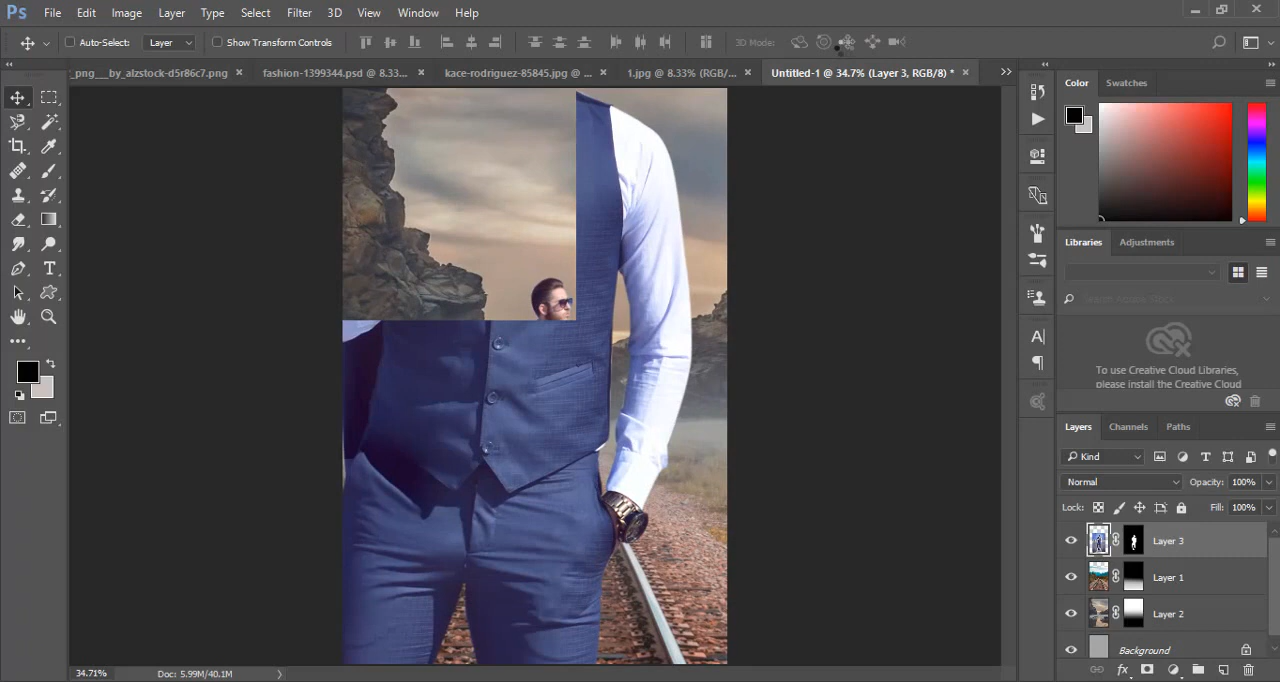 Ps File Edit Image Layer Type Select Filter 3D View Window Help
Auto-Select: Layer Show Transform Controls 3D Mode:
_png___by_alzstock-d5r86c7.png × fashion-1399344.psd @ 8.33... × kace-rodriguez-85845.jpg @ ... × 1.jpg @ 8.33% (RGB/... × Untitled-1 @ 34.7% (Layer 3, RGB/8) * ×
Color Swatches
Libraries Adjustments
Search Adobe Stock
To use Creative Cloud Libraries,
please install the Creative Cloud
Layers Channels Paths
Kind
Normal Opacity: 100%
Lock: Fill: 100%
Layer 3
Layer 1
Layer 2
Background
34.71% Doc: 5.99M/40.1M